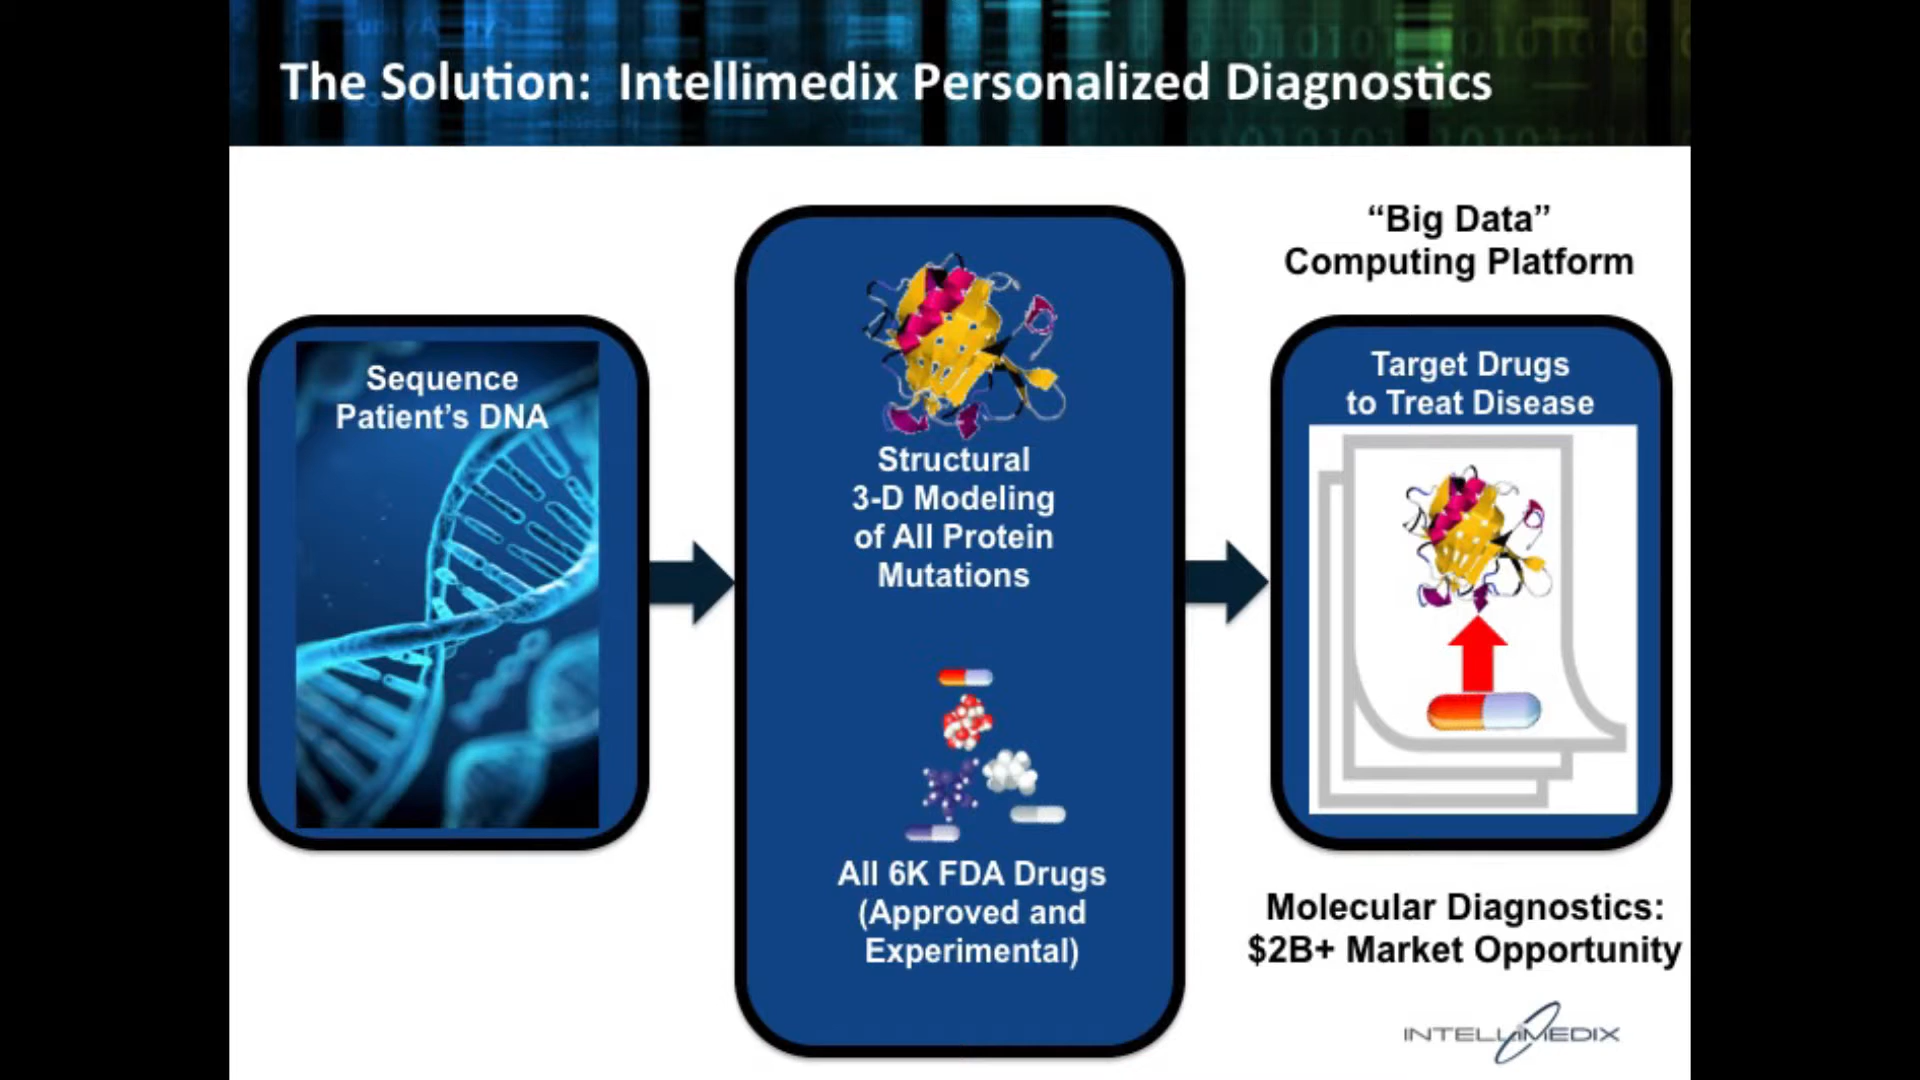 The Solution:  Intellimedix Personalized Diagnostics
Sequence
Patient's DNA
Structural
3-D Modeling
of All Protein
Mutations
All 6K FDA Drugs
(Approved and
Experimental)
“Big Data”
Computing Platform
Target Drugs
to Treat Disease
Molecular Diagnostics:
$2B+ Market Opportunity
INTELLIMEDIX